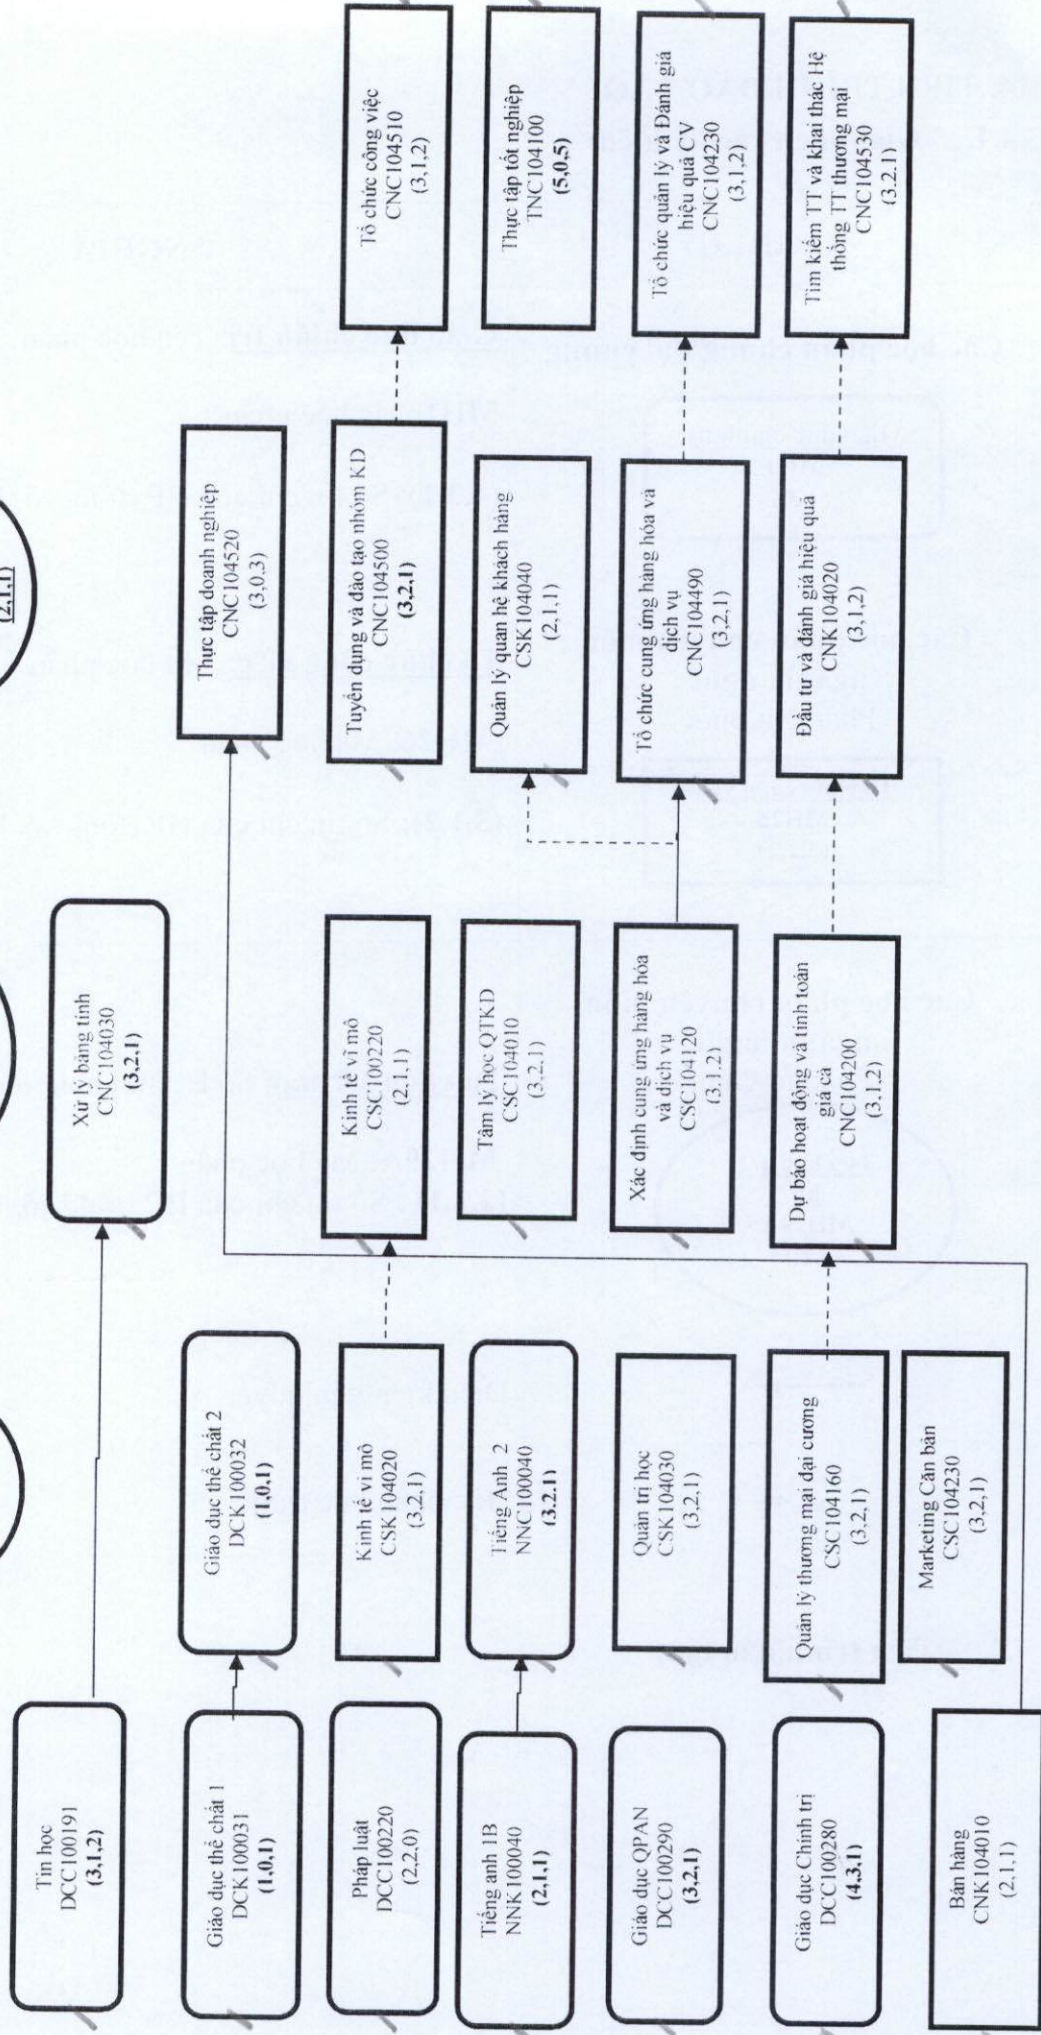 Tin học
DCC100191
(3,1,2)
Giáo dục thể chất 1
DCK100031
(1,0,1)
Pháp luật
DCC100220
(2,2,0)
Tiếng anh 1B
NNK100040
(2,1,1)
Giáo dục QPAN
DCC100290
(3,2,1)
Giáo dục Chính trị
DCC100280
(4,3,1)
Bán hàng
CNK104010
(2,1,1)
Giáo dục thể chất 2
DCK100032
(1,0,1)
Kinh tế vi mô
CSK104020
(3,2,1)
Tiếng Anh 2
NNC100040
(3,2,1)
Quản trị học
CSK104030
(3,2,1)
Quản lý thương mại đại cương
CSC104160
(3,2,1)
Marketing Căn bản
CSC104230
(3,2,1)
Xử lý bảng tính
CNC104030
(3,2,1)
Kinh tế vĩ mô
CSC100220
(2,1,1)
Tâm lý học QTKD
CSC104010
(3,2,1)
Xác định cung ứng hàng hóa
và dịch vụ
CSC104120
(3,1,2)
Dự báo hoạt động và tính toán
giá cả
CNC104200
(3,1,2)
(2,1,1)
Thực tập doanh nghiệp
CNC104520
(3,0,3)
Tuyển dụng và đào tạo nhóm KD
CNC104500
(3,2,1)
Quản lý quan hệ khách hàng
CSK104040
(2,1,1)
Tổ chức cung ứng hàng hóa và
dịch vụ
CNC104490
(3,2,1)
Đầu tư và đánh giá hiệu quả
CNK104020
(3,1,2)
Tổ chức công việc
CNC104510
(3,1,2)
Thực tập tốt nghiệp
TNC104100
(5,0,5)
Tổ chức quản lý và Đánh giá
hiệu quả CV
CNC104230
(3,1,2)
Tìm kiếm TT và khai thác Hệ
thống TT thương mại
CNC104530
(3,2,1)